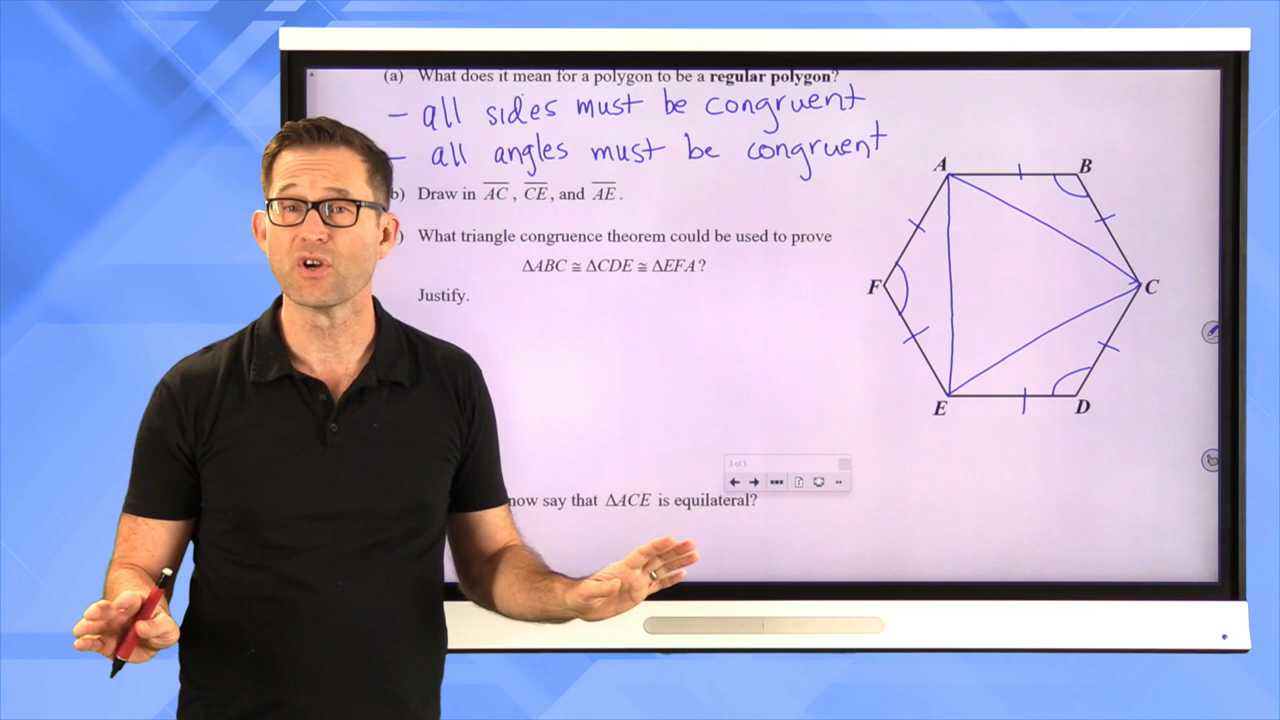 (a) What does it mean for a polygon to be a regular polygon?
– all sides must be congruent
– all angles must be congruent
b) Draw in AC, CE, and AE.
) What triangle congruence theorem could be used to prove
ΔABC ≅ ΔCDE ≅ ΔEFA?
Justify.
now say that ΔACE is equilateral?
A
B
F
C
E
D
3 of 5